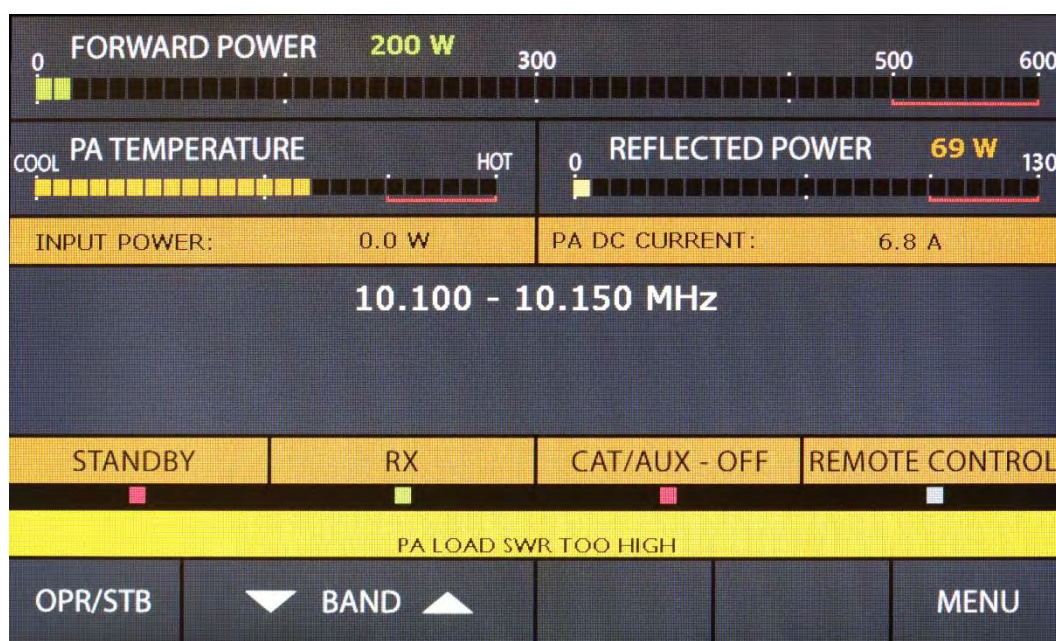 FORWARD POWER 200 W
0 300 500 600
PA TEMPERATURE
COOL HOT
REFLECTED POWER 69 W
0 130
INPUT POWER: 0.0 W
PA DC CURRENT: 6.8 A
10.100 - 10.150 MHz
STANDBY RX CAT/AUX - OFF REMOTE CONTROL
PA LOAD SWR TOO HIGH
OPR/STB BAND MENU